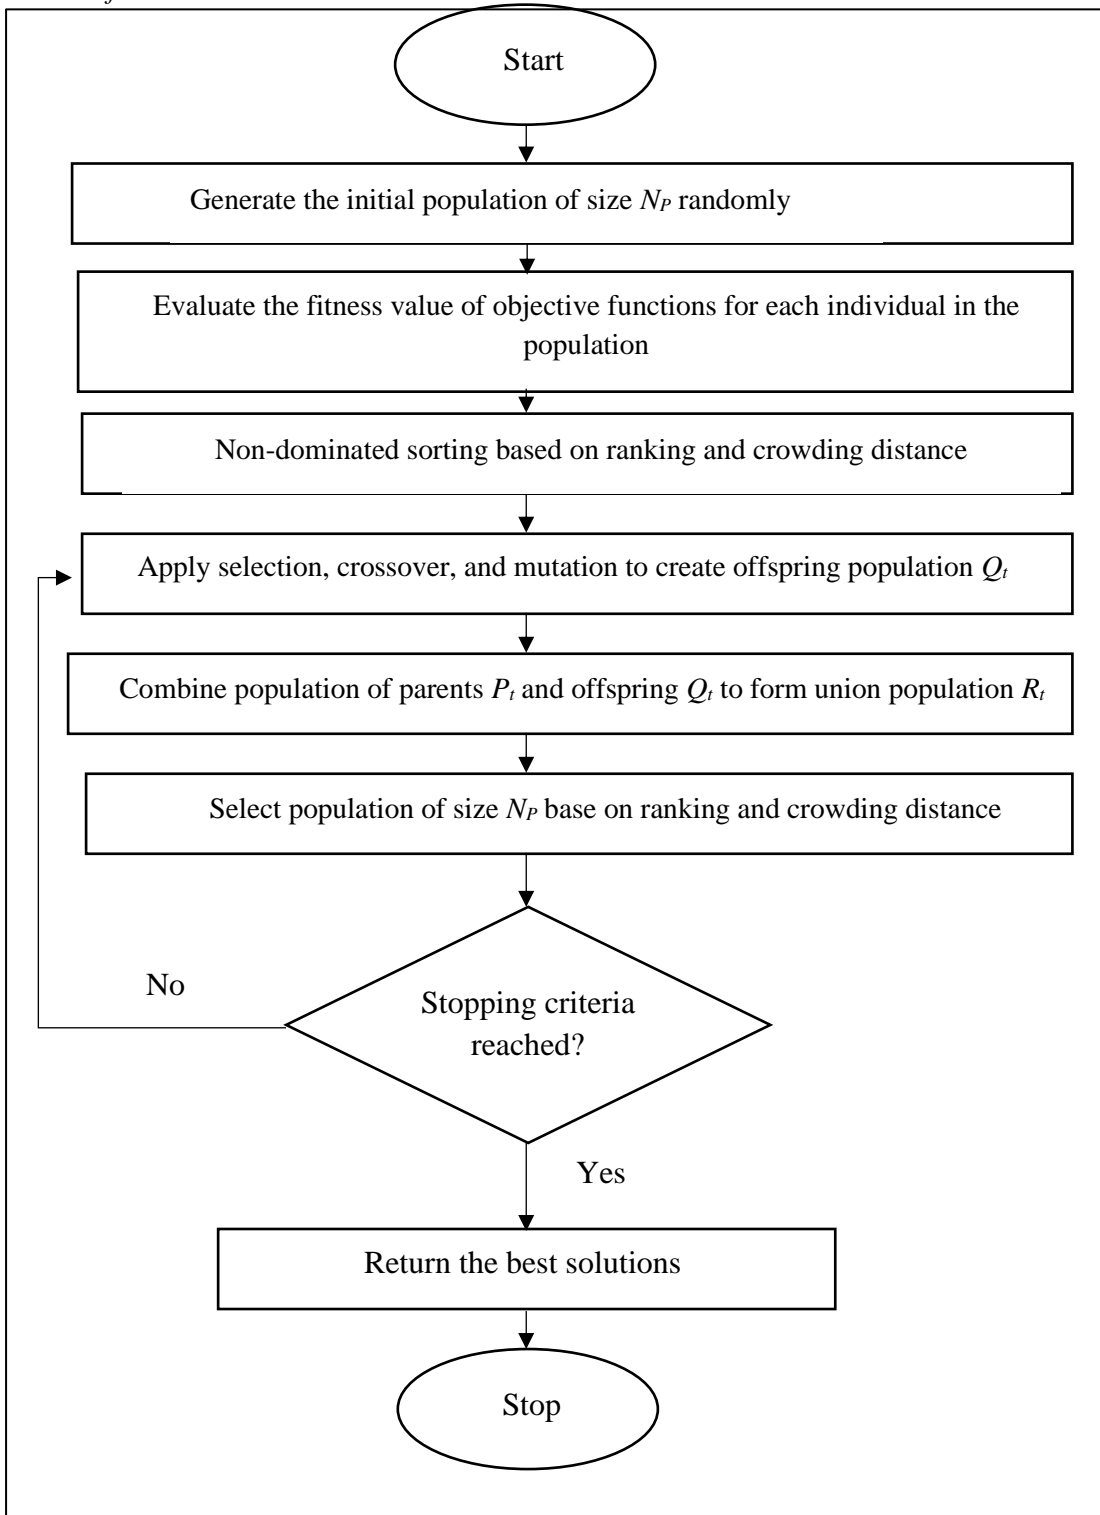 Start
Generate the initial population of size NP randomly
Evaluate the fitness value of objective functions for each individual in the
population
Non-dominated sorting based on ranking and crowding distance
Apply selection, crossover, and mutation to create offspring population Qt
Combine population of parents Pt and offspring Qt to form union population Rt
Select population of size NP base on ranking and crowding distance
No
Stopping criteria
reached?
Yes
Return the best solutions
Stop